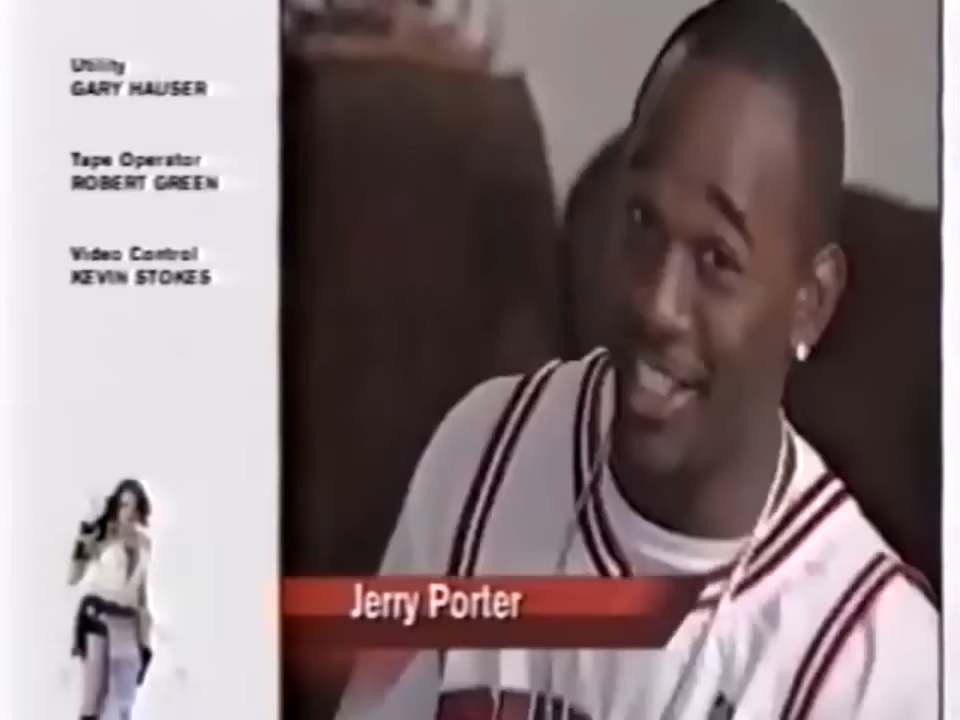 Utility
GARY HAUSER
Tape Operator
ROBERT GREEN
Video Control
KEVIN STOKES
Jerry Porter